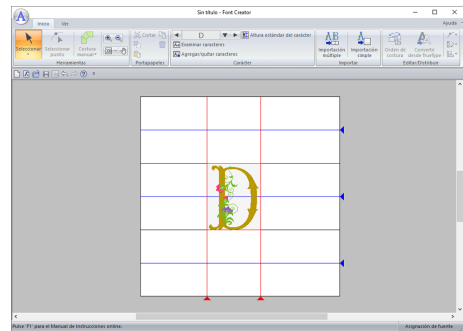 Sin título - Font Creator
Inicio Ver Ayuda
Seleccionar Seleccionar punto Costura manual
Herramientas
Cortar
Portapapeles
D Altura estándar del carácter
Examinar caracteres
Agregar/quitar caracteres
Carácter
Importación múltiple Importación simple
Importar
Orden de costura Convertir desde TrueType
Editar/Distribuir
D
Pulse 'F1' para el Manual de Instrucciones online. Asignación de fuente